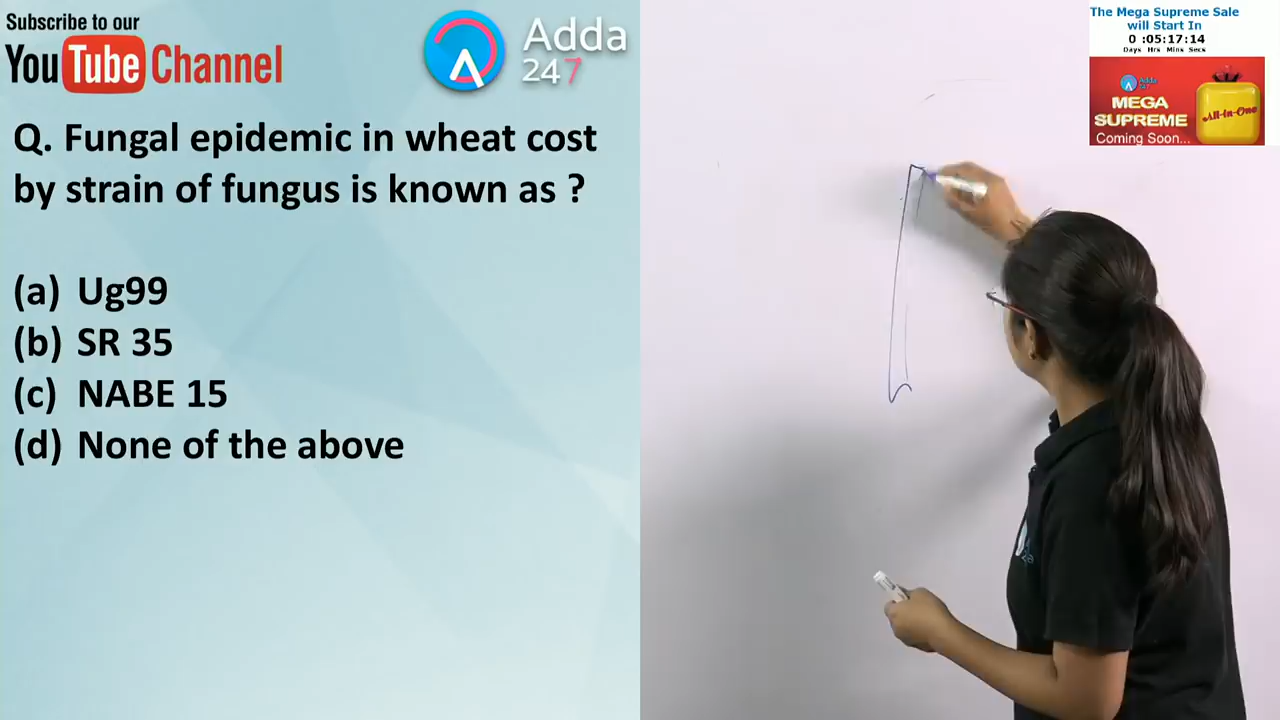 Subscribe to our
YouTube Channel
Adda
247
The Mega Supreme Sale
will Start In
0 :05:17:14
Days Hrs Mins Secs
Adda
247
MEGA
SUPREME
Coming Soon...
All-in-One
Q. Fungal epidemic in wheat cost
by strain of fungus is known as ?
(a) Ug99
(b) SR 35
(c) NABE 15
(d) None of the above